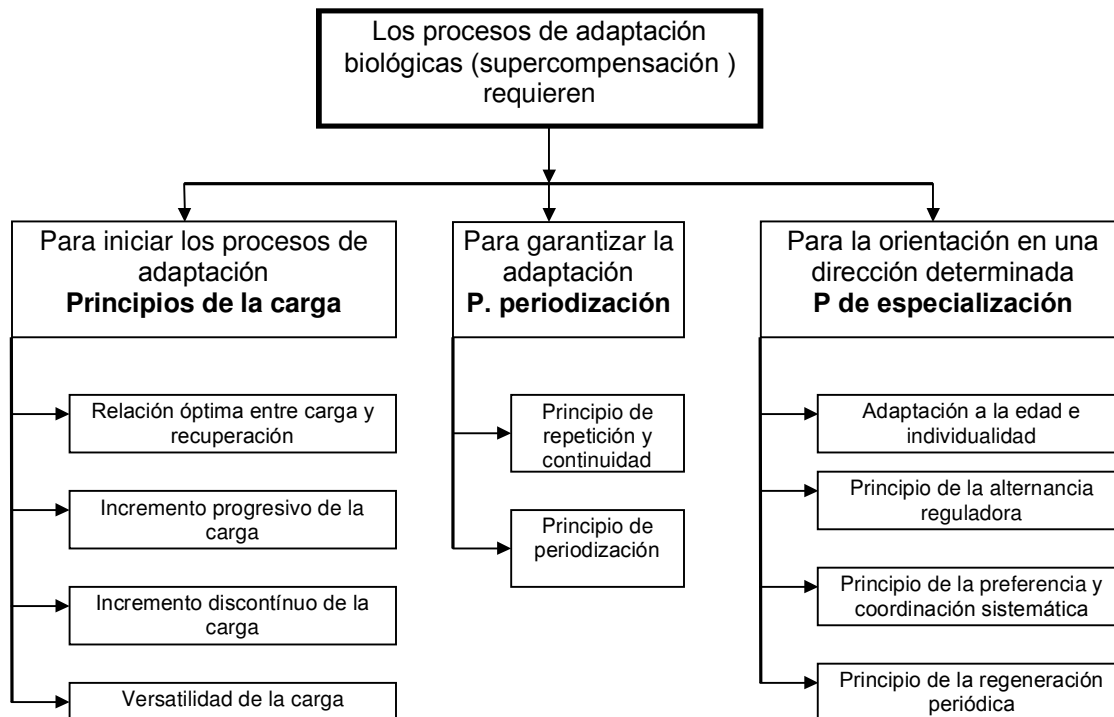 Los procesos de adaptación
biológicas (supercompensación )
requieren
Para iniciar los procesos de
adaptación
Principios de la carga
Relación óptima entre carga y
recuperación
Incremento progresivo de la
carga
Incremento discontínuo de la
carga
Versatilidad de la carga
Para garantizar la
adaptación
P. periodización
Principio de
repetición y
continuidad
Principio de
periodización
Para la orientación en una
dirección determinada
P de especialización
Adaptación a la edad e
individualidad
Principio de la alternancia
reguladora
Principio de la preferencia y
coordinación sistemática
Principio de la regeneración
periódica